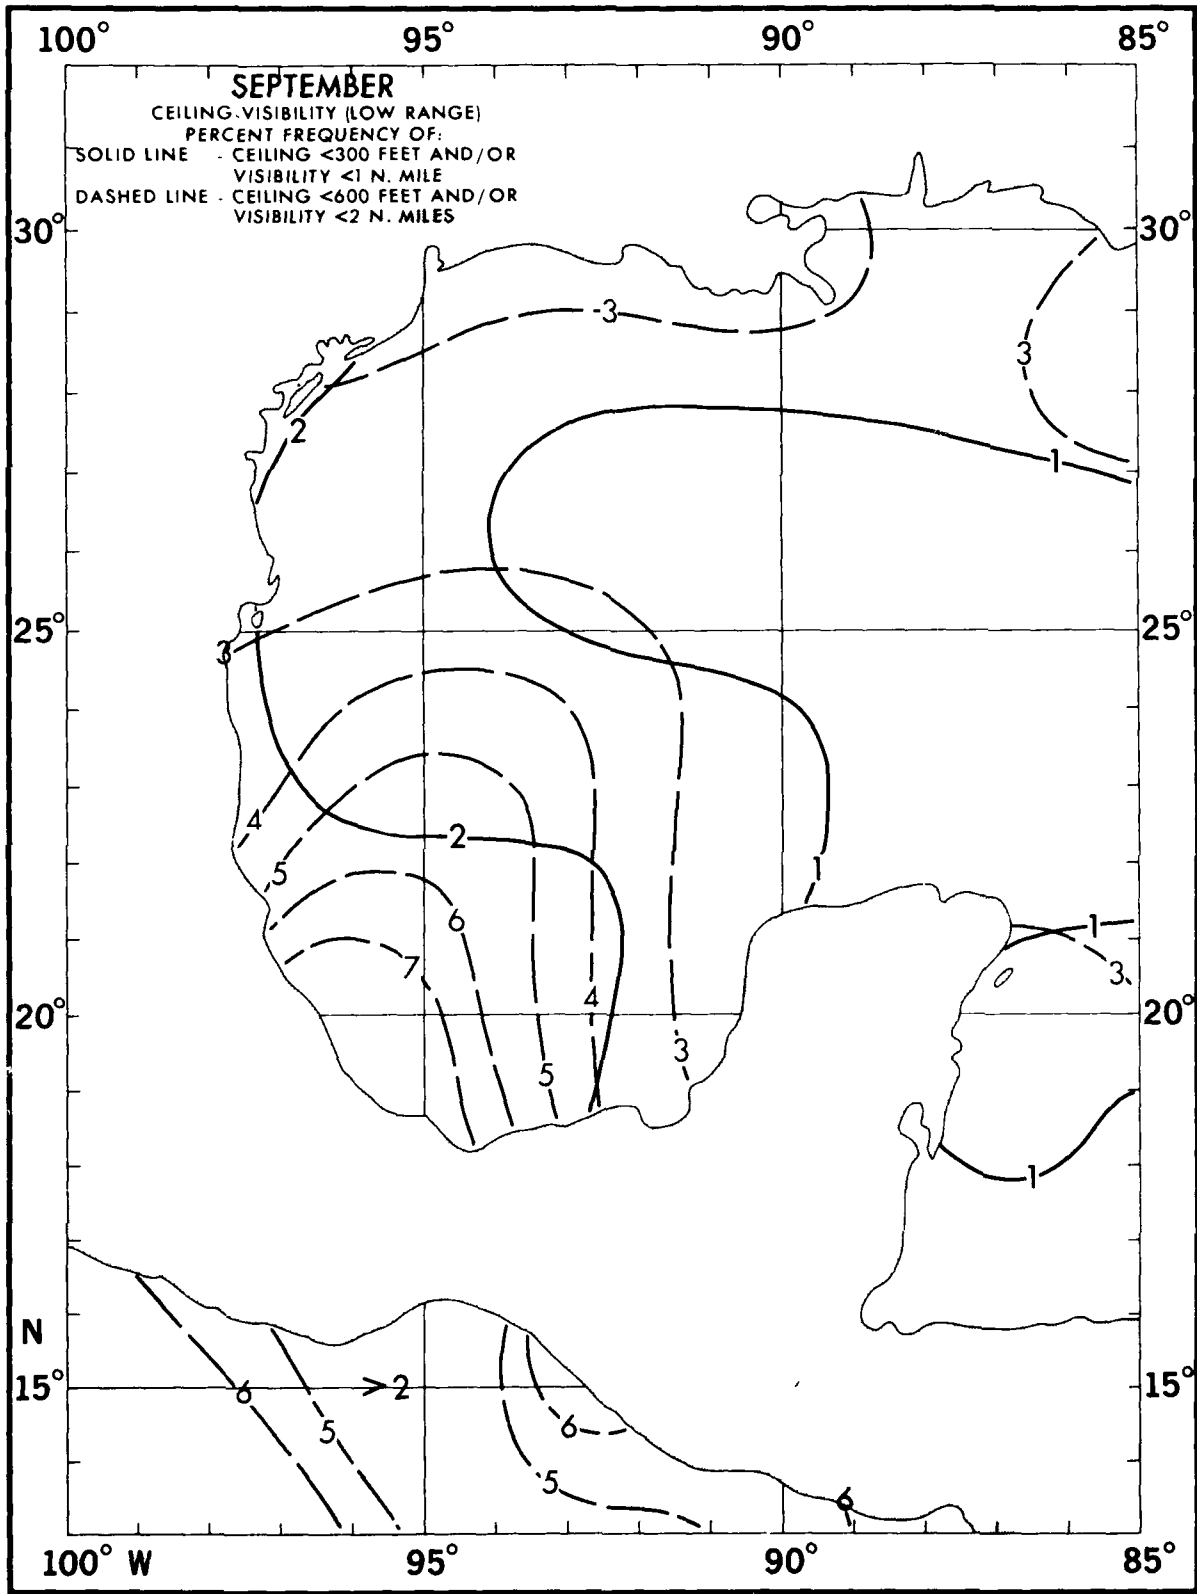 100° 95° 90° 85°
SEPTEMBER
CEILING-VISIBILITY (LOW RANGE)
PERCENT FREQUENCY OF:
SOLID LINE - CEILING <300 FEET AND/OR
VISIBILITY <1 N. MILE
DASHED LINE - CEILING <600 FEET AND/OR
VISIBILITY <2 N. MILES
30° 30°
3
3
2
1
25° 25°
3
4
2
5
1
6
1
7
3
4
20° 20°
3
5
1
N
15° 6 >2 15°
5
6
5
6
100° W 95° 90° 85°